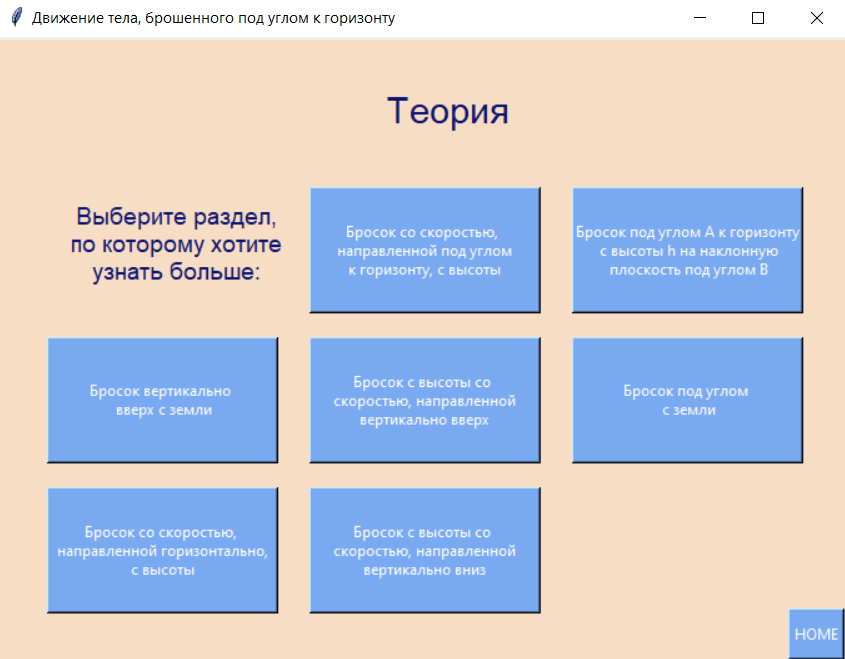 Движение тела, брошенного под углом к горизонту
Теория
Выберите раздел,
по которому хотите
узнать больше:
Бросок со скоростью,
направленной под углом
к горизонту, с высоты
Бросок под углом A к горизонту
с высоты h на наклонную
плоскость под углом B
Бросок вертикально
вверх с земли
Бросок с высоты со
скоростью, направленной
вертикально вверх
Бросок под углом
с земли
Бросок со скоростью,
направленной горизонтально,
с высоты
Бросок с высоты со
скоростью, направленной
вертикально вниз
HOME